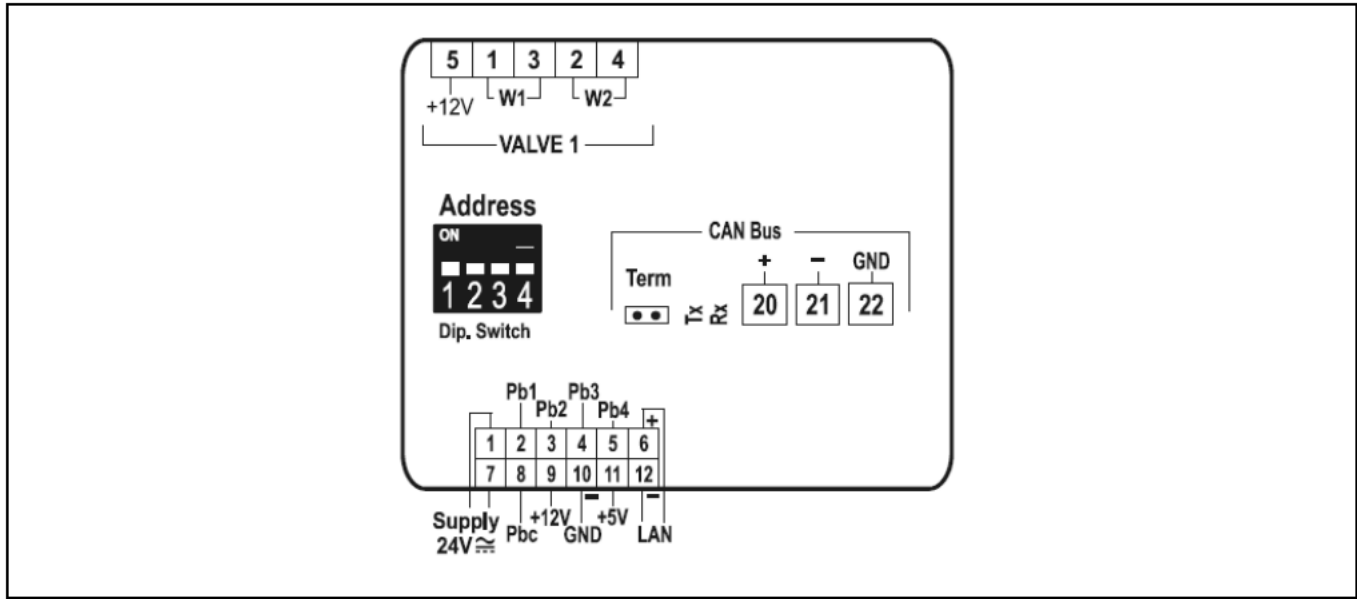 5 1 3 2 4
+12V W1 W2
VALVE 1
Address
ON
1 2 3 4
Dip. Switch
CAN Bus
Term + − GND
Tx Rx 20 21 22
Pb1 Pb3
Pb2 Pb4
+
1 2 3 4 5 6
7 8 9 10 11 12
− −
Supply +12V +5V
24V≂ Pbc GND LAN